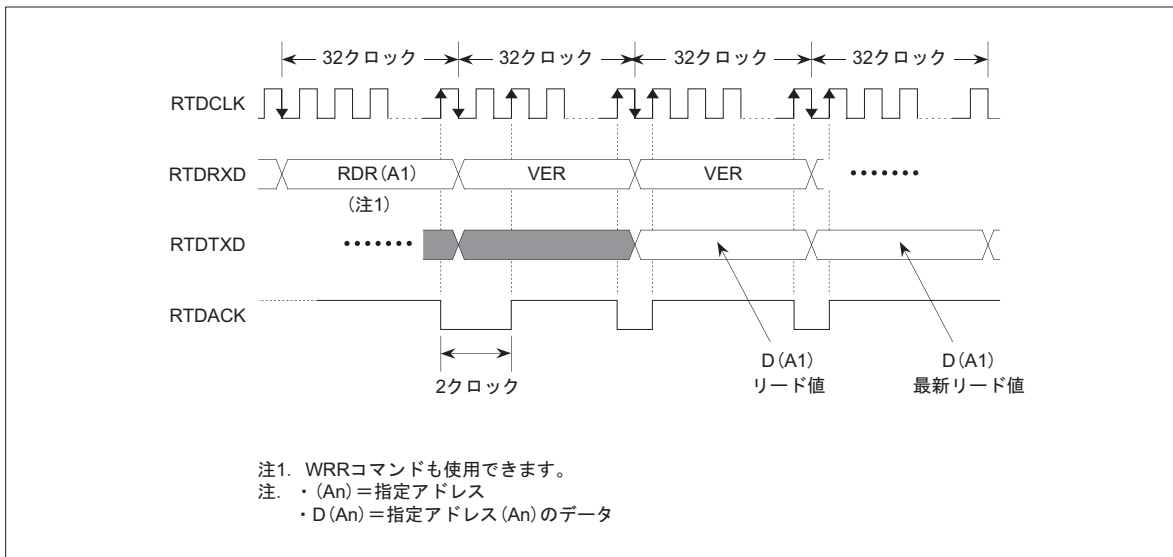 32クロック 32クロック 32クロック 32クロック
RTDCLK
RTDRXD RDR(A1) VER VER •••••••
(注1)
RTDTXD •••••••
RTDACK
D(A1) D(A1)
2クロック リード値 最新リード値
注1. WRRコマンドも使用できます。
注. ・(An)=指定アドレス
・D(An)=指定アドレス(An)のデータ